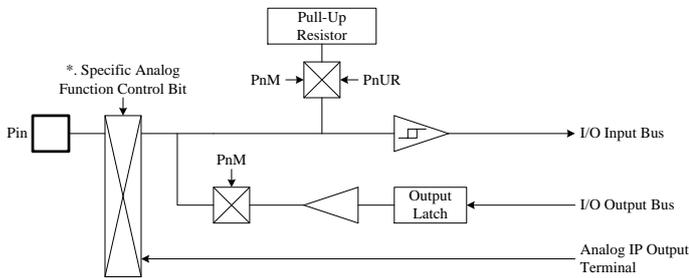 Pull-Up
Resistor
*. Specific Analog
Function Control Bit
PnM
PnUR
Pin
I/O Input Bus
PnM
Output
Latch
I/O Output Bus
Analog IP Output
Terminal